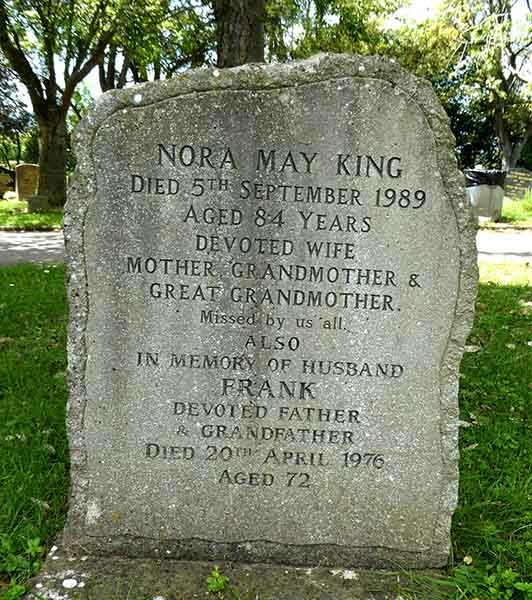 NORA MAY KING
DIED 5TH SEPTEMBER 1989
AGED 84 YEARS
DEVOTED WIFE
MOTHER GRANDMOTHER &
GREAT GRANDMOTHER.
Missed by us all.
ALSO
IN MEMORY OF HUSBAND
FRANK
DEVOTED FATHER
& GRANDFATHER
DIED 20TH APRIL 1976
AGED 72